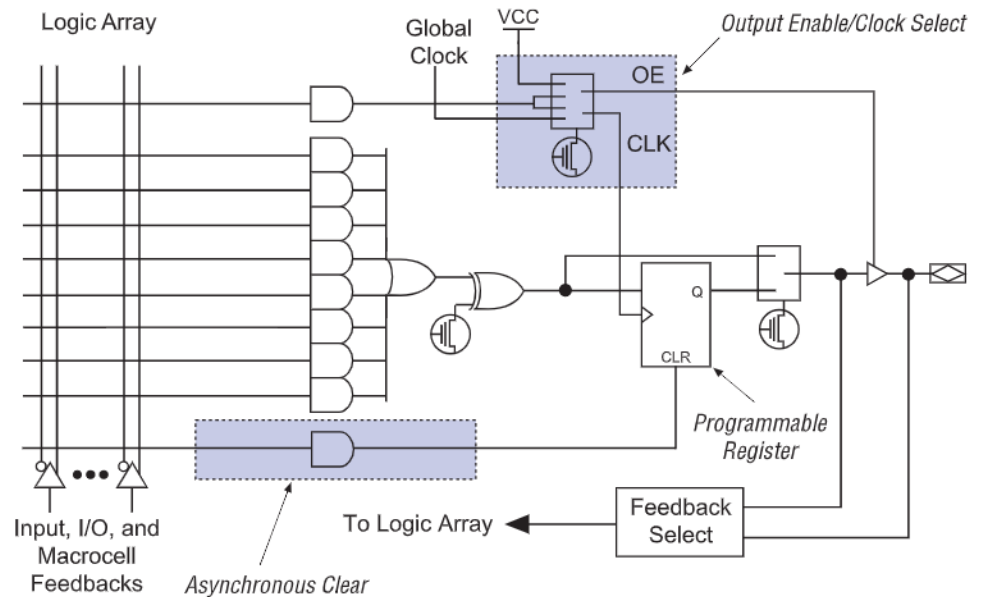 Logic Array
Global
Clock
VCC
Output Enable/Clock Select
OE
CLK
Q
CLR
Programmable
Register
Feedback
Select
To Logic Array
Input, I/O, and
Macrocell
Feedbacks
Asynchronous Clear